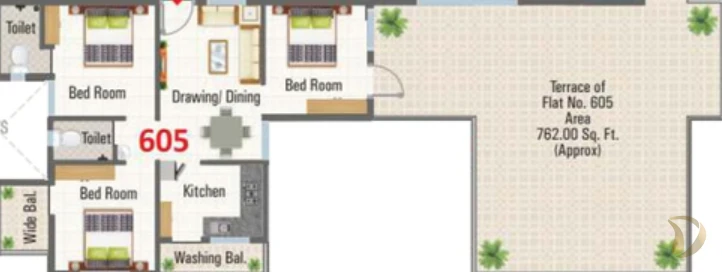 Toilet
Bed Room
Drawing/ Dining
Bed Room
Terrace of
Flat No. 605
Area
762.00 Sq. Ft.
(Approx)
Toilet
605
Bed Room
Kitchen
Wide Bal.
Washing Bal.
S